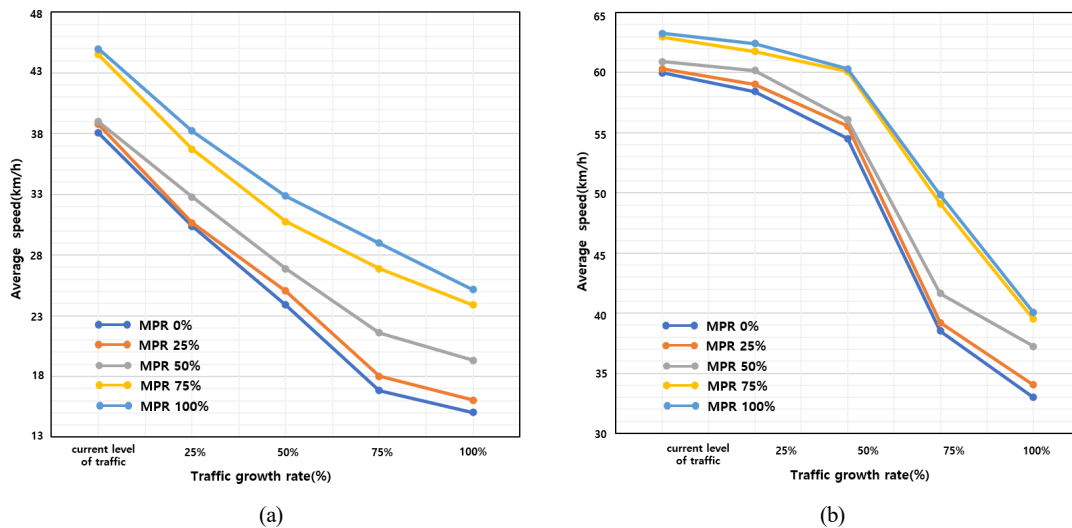 48
43
38
33
28
23
18
13
Average speed(km/h)
MPR 0%
MPR 25%
MPR 50%
MPR 75%
MPR 100%
current level
of traffic
25%
50%
75%
100%
Traffic growth rate(%)
(a)
65
60
55
50
45
40
35
30
Average speed(km/h)
MPR 0%
MPR 25%
MPR 50%
MPR 75%
MPR 100%
current level
of traffic
25%
50%
75%
100%
Traffic growth rate(%)
(b)